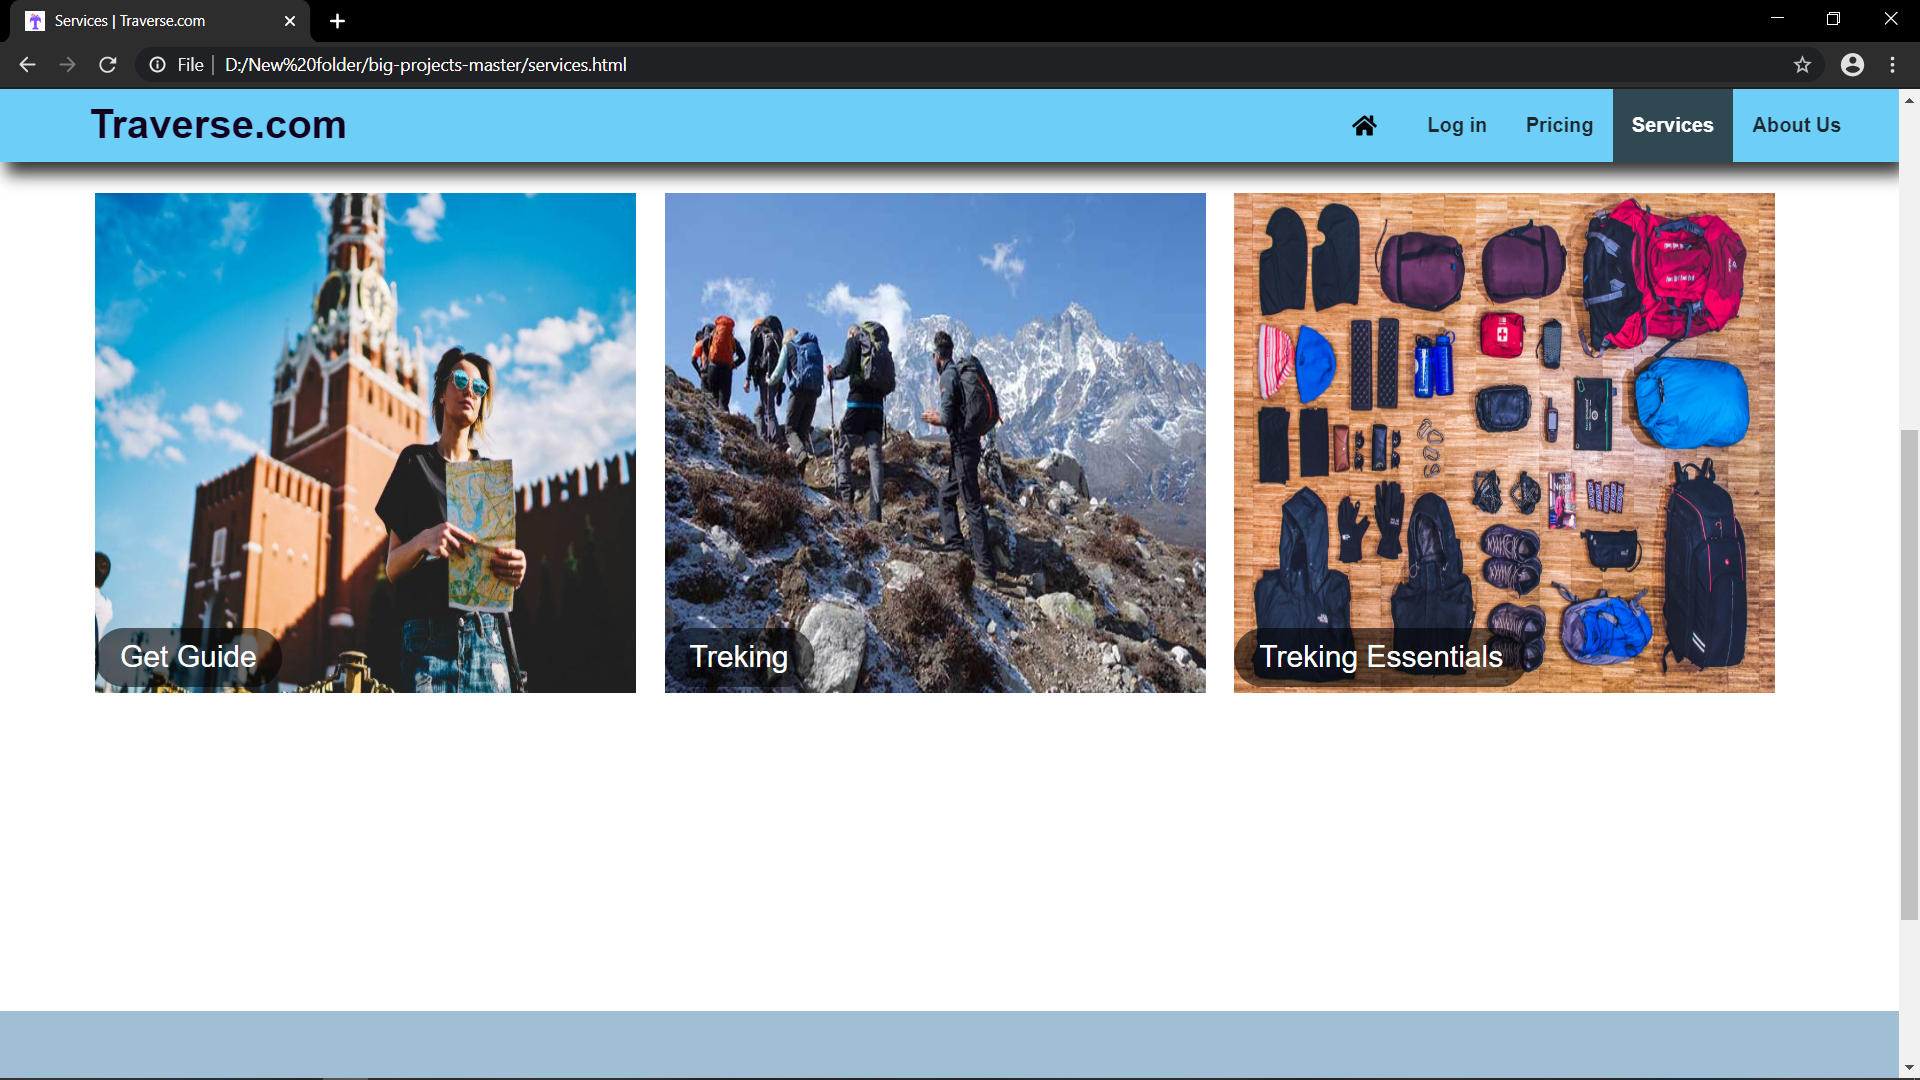 Services | Traverse.com
File | D:/New%20folder/big-projects-master/services.html
Traverse.com
Log in
Pricing
Services
About Us
Get Guide
Treking
Treking Essentials